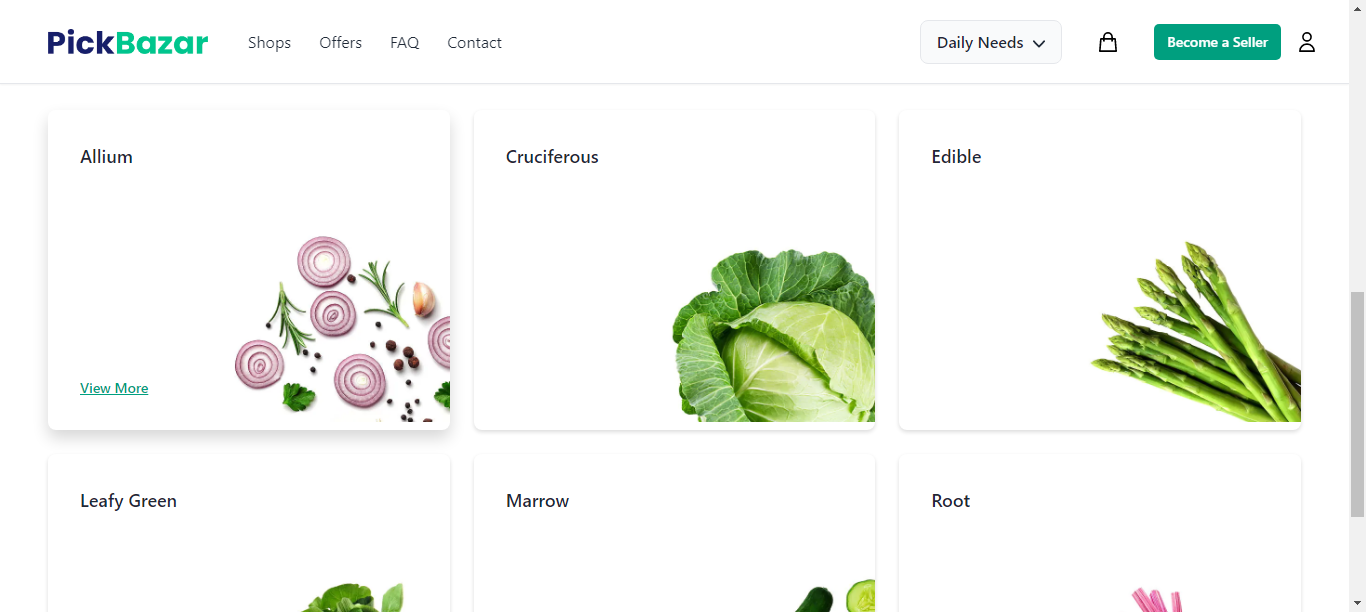 PickBazar
Shops
Offers
FAQ
Contact
Daily Needs
Become a Seller
Allium
Cruciferous
Edible
View More
Leafy Green
Marrow
Root